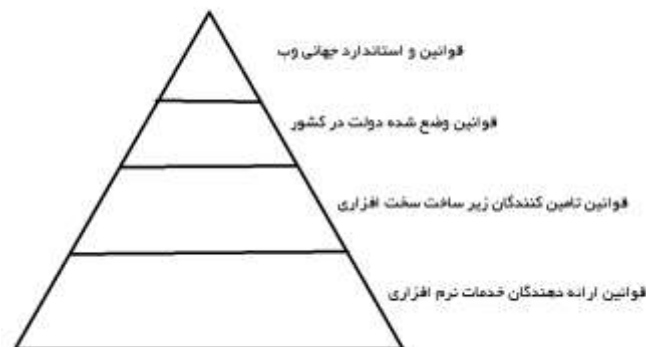 قوانین و استاندارد جهانی وب
قوانین وضع شده دولت در کشور
قوانین تامین کنندگان زیر ساخت سخت افزاری
قوانین ارائه دهندگان خدمات نرم افزاری